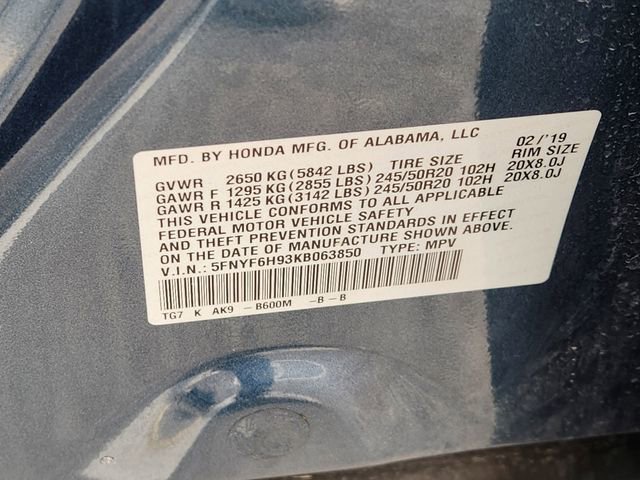 MFD. BY HONDA MFG. OF ALABAMA, LLC 02/'19
GVWR 2650 KG(5842 LBS) TIRE SIZE RIM SIZE
GAWR F 1295 KG(2855 LBS) 245/50R20 102H 20X8.0J
GAWR R 1425 KG(3142 LBS) 245/50R20 102H 20X8.0J
THIS VEHICLE CONFORMS TO ALL APPLICABLE
FEDERAL MOTOR VEHICLE SAFETY
AND THEFT PREVENTION STANDARDS IN EFFECT
ON THE DATE OF MANUFACTURE SHOWN ABOVE.
V.I.N.: 5FNYF6H93KB063850 TYPE: MPV
TG7 K AK9 -B600M -B-B